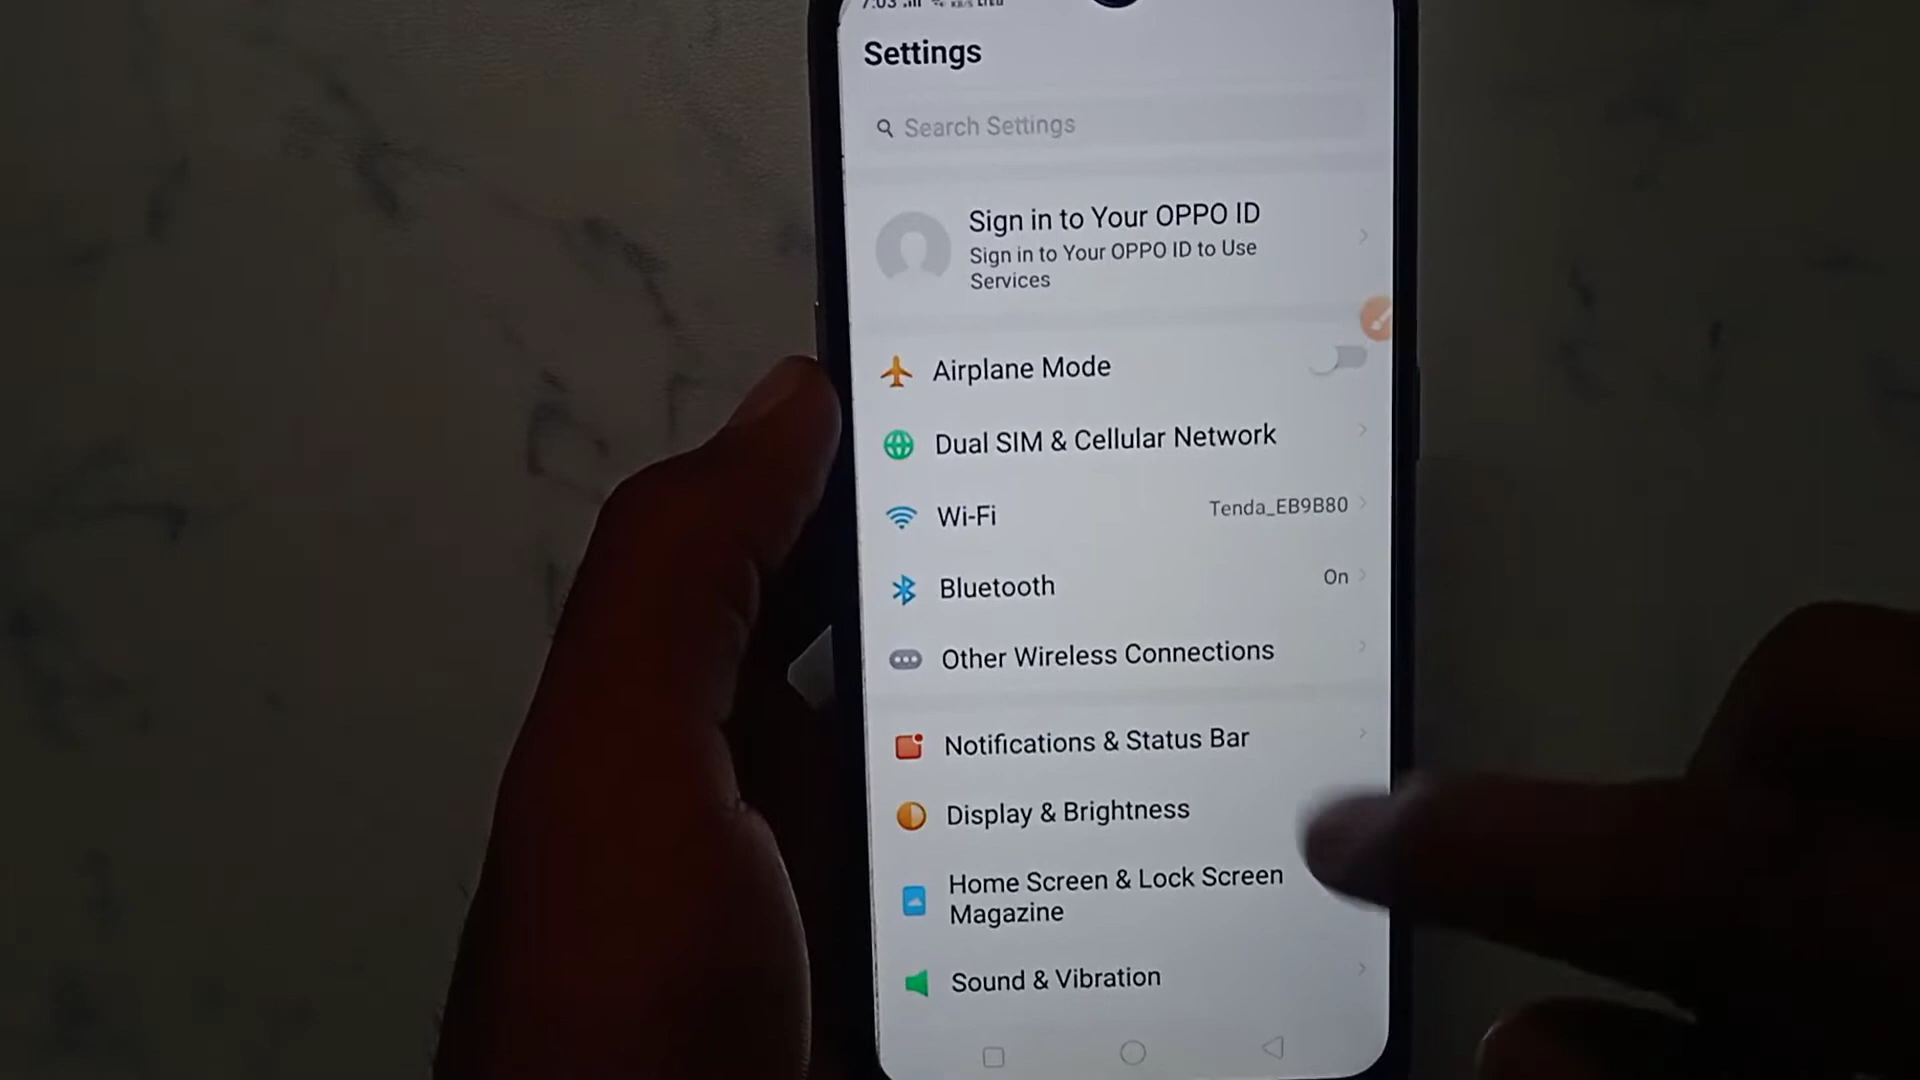 7:03
Settings
Search Settings
Sign in to Your OPPO ID
Sign in to Your OPPO ID to Use
Services
Airplane Mode
Dual SIM & Cellular Network
Wi-Fi Tenda_EB9B80
Bluetooth On
Other Wireless Connections
Notifications & Status Bar
Display & Brightness
Home Screen & Lock Screen
Magazine
Sound & Vibration